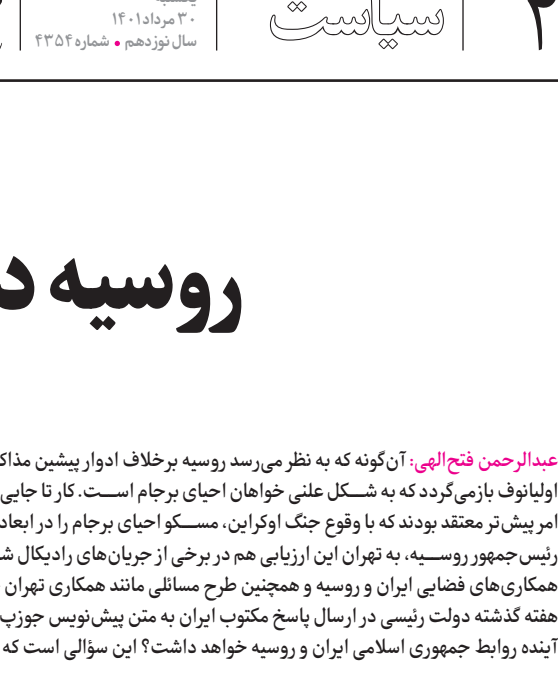 ۲
سیاست
یکشنبه
۳۰ مرداد ۱۴۰۱
سال نوزدهم • شماره ۴۳۵۴
روسیه د
عبدالرحمن فتح‌الهی: آن‌گونه که به نظر می‌رسد روسیه برخلاف ادوار پیشین مذاک
اولیانوف بازمی‌گردد که به شکل علنی خواهان احیای برجام است. کار تا جایی
امر پیش‌تر معتقد بودند که با وقوع جنگ اوکراین، مسکو احیای برجام را در ابعاد
رئیس‌جمهور روسیه، به تهران این ارزیابی هم در برخی از جریان‌های رادیکال ش
همکاری‌های فضایی ایران و روسیه و همچنین طرح مسائلی مانند همکاری تهران
هفته گذشته دولت رئیسی در ارسال پاسخ مکتوب ایران به متن پیش‌نویس جوزپ
آینده روابط جمهوری اسلامی ایران و روسیه خواهد داشت؟ این سؤالی است که